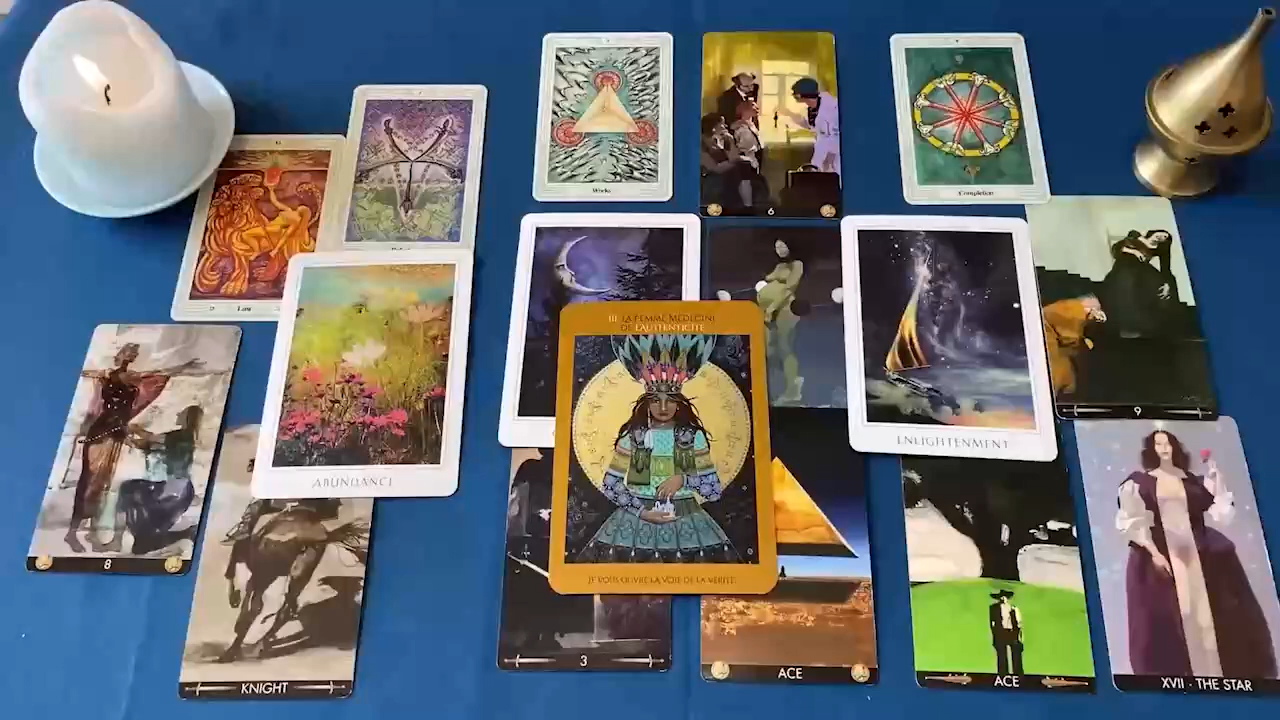 Works
6
Completion
Lust
ABUNDANCE
ENLIGHTENMENT
9
III. LA FEMME MÉDECINE
DE L'AUTHENTICITÉ
JE VOUS OUVRE LA VOIE DE LA VÉRITÉ.
8
KNIGHT
3
ACE
ACE
XVII - THE STAR